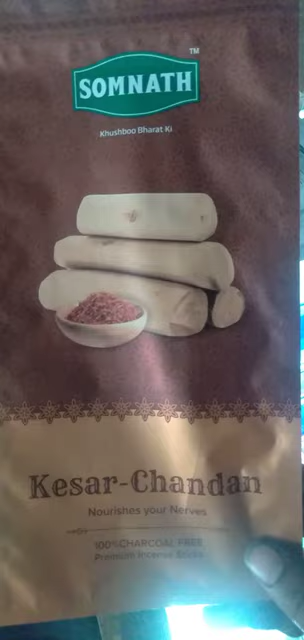 TM
SOMNATH
Khushboo Bharat Ki
Kesar-Chandan
Nourishes your Nerves
100% CHARCOAL FREE
Premium Incense Sticks